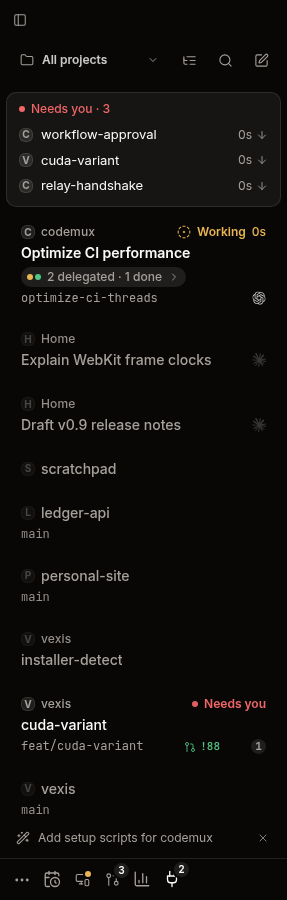 All projects
Needs you · 3
C workflow-approval 0s ↓
V cuda-variant 0s ↓
C relay-handshake 0s ↓
C codemux Working 0s
Optimize CI performance
2 delegated · 1 done >
optimize-ci-threads
H Home
Explain WebKit frame clocks
H Home
Draft v0.9 release notes
S scratchpad
L ledger-api
main
P personal-site
main
V vexis
installer-detect
V vexis Needs you
cuda-variant
feat/cuda-variant !88 1
V vexis
main
Add setup scripts for codemux ×
3 2